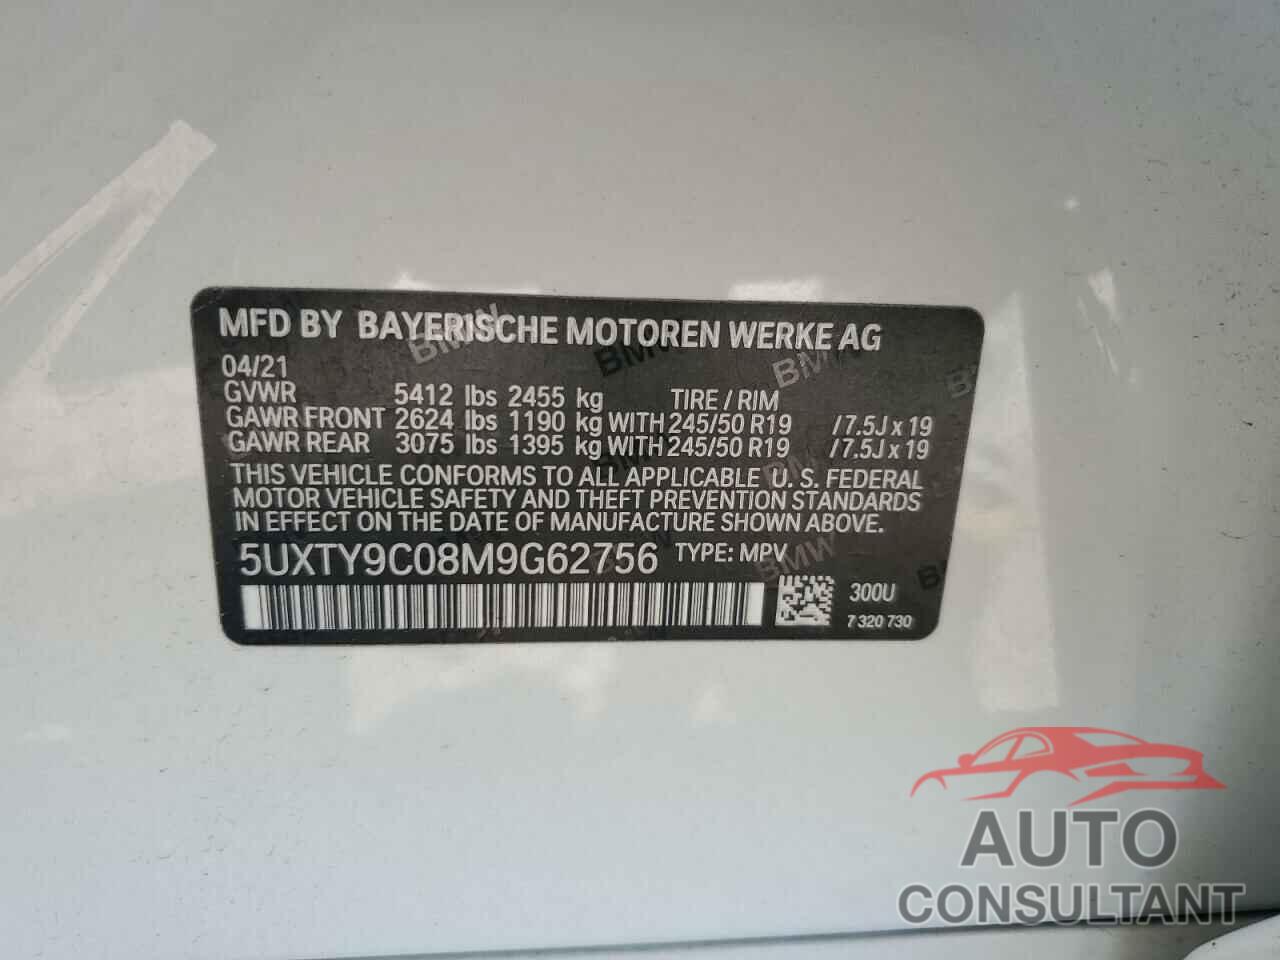 MFD BY BAYERISCHE MOTOREN WERKE AG
04/21
GVWR 5412 lbs 2455 kg TIRE / RIM
GAWR FRONT 2624 lbs 1190 kg WITH 245/50 R19 / 7.5J x 19
GAWR REAR 3075 lbs 1395 kg WITH 245/50 R19 / 7.5J x 19
THIS VEHICLE CONFORMS TO ALL APPLICABLE U. S. FEDERAL
MOTOR VEHICLE SAFETY AND THEFT PREVENTION STANDARDS
IN EFFECT ON THE DATE OF MANUFACTURE SHOWN ABOVE.
5UXTY9C08M9G62756 TYPE: MPV
300U
7 320 730
AUTO
CONSULTANT